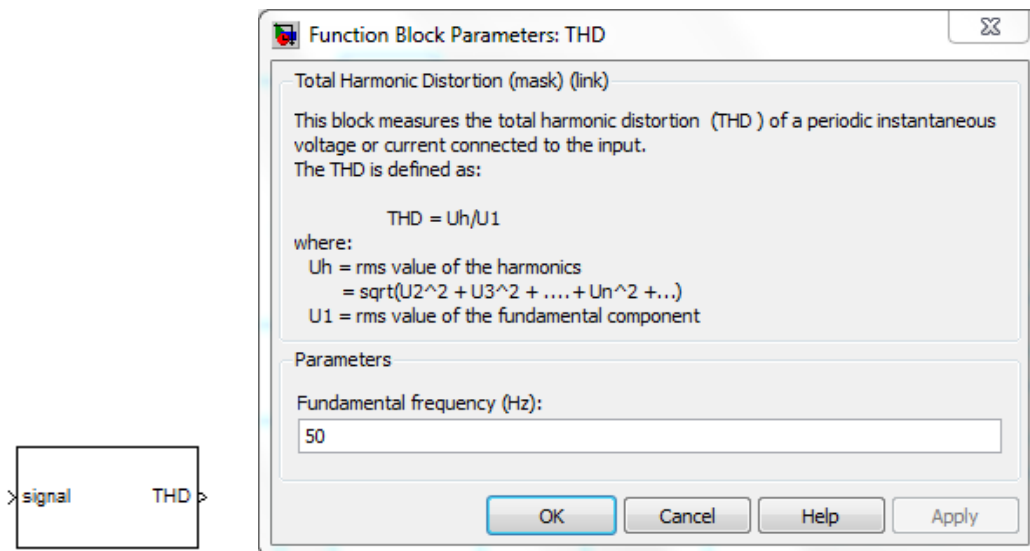 Function Block Parameters: THD
Total Harmonic Distortion (mask) (link)
This block measures the total harmonic distortion (THD ) of a periodic instantaneous
voltage or current connected to the input.
The THD is defined as:
THD = Uh/U1
where:
Uh = rms value of the harmonics
= sqrt(U2^2 + U3^2 + .... + Un^2 +...)
U1 = rms value of the fundamental component
Parameters
Fundamental frequency (Hz):
50
signal THD
OK Cancel Help Apply